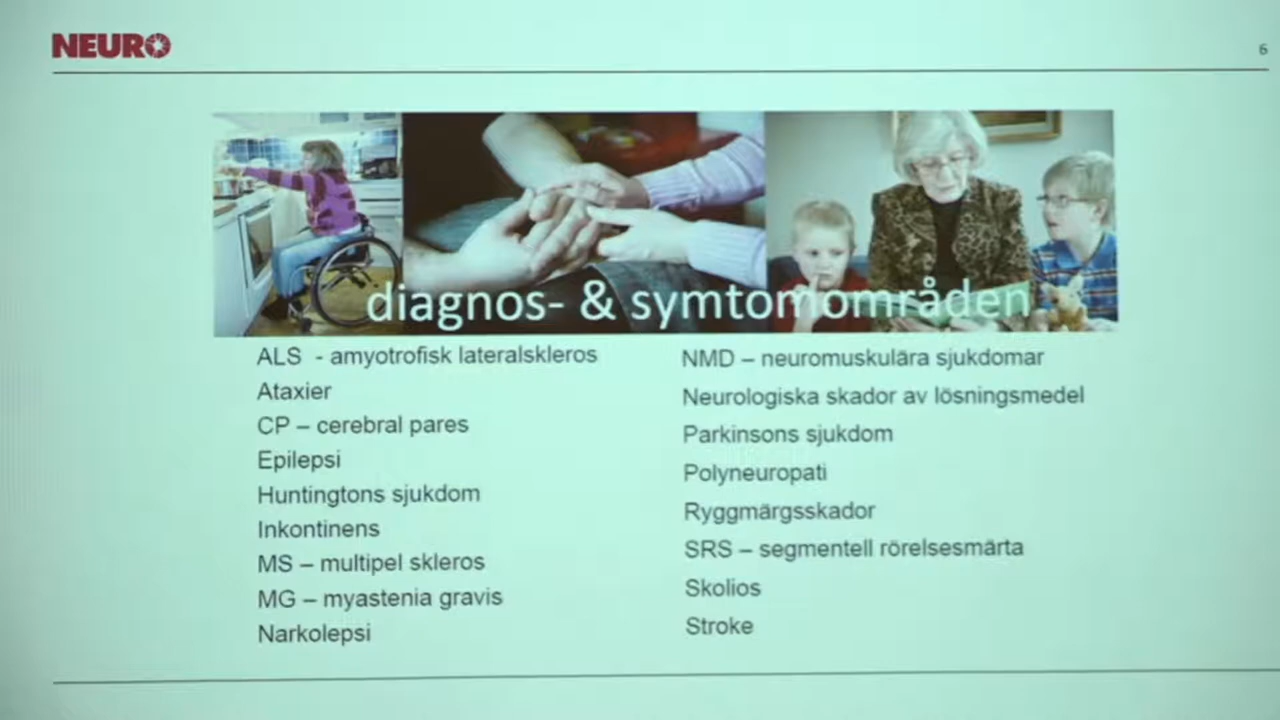 NEURO
6
diagnos- & symtomområden
ALS - amyotrofisk lateralskleros
Ataxier
CP – cerebral pares
Epilepsi
Huntingtons sjukdom
Inkontinens
MS – multipel skleros
MG – myastenia gravis
Narkolepsi
NMD – neuromuskulära sjukdomar
Neurologiska skador av lösningsmedel
Parkinsons sjukdom
Polyneuropati
Ryggmärgsskador
SRS – segmentell rörelsesmärta
Skolios
Stroke